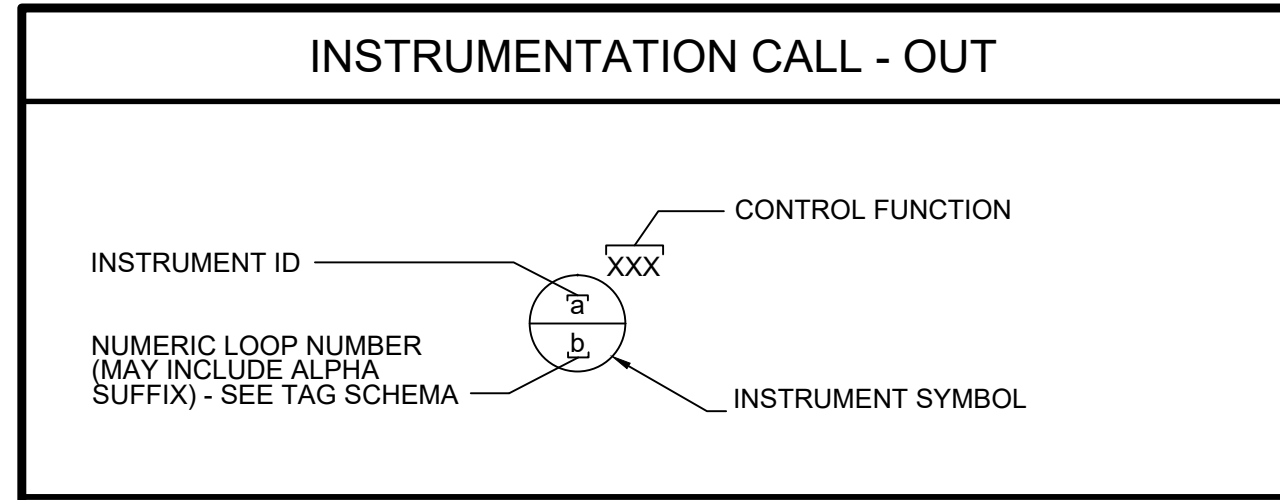 INSTRUMENTATION CALL - OUT
CONTROL FUNCTION
INSTRUMENT ID
XXX
a
NUMERIC LOOP NUMBER
(MAY INCLUDE ALPHA
SUFFIX) - SEE TAG SCHEMA
b
INSTRUMENT SYMBOL